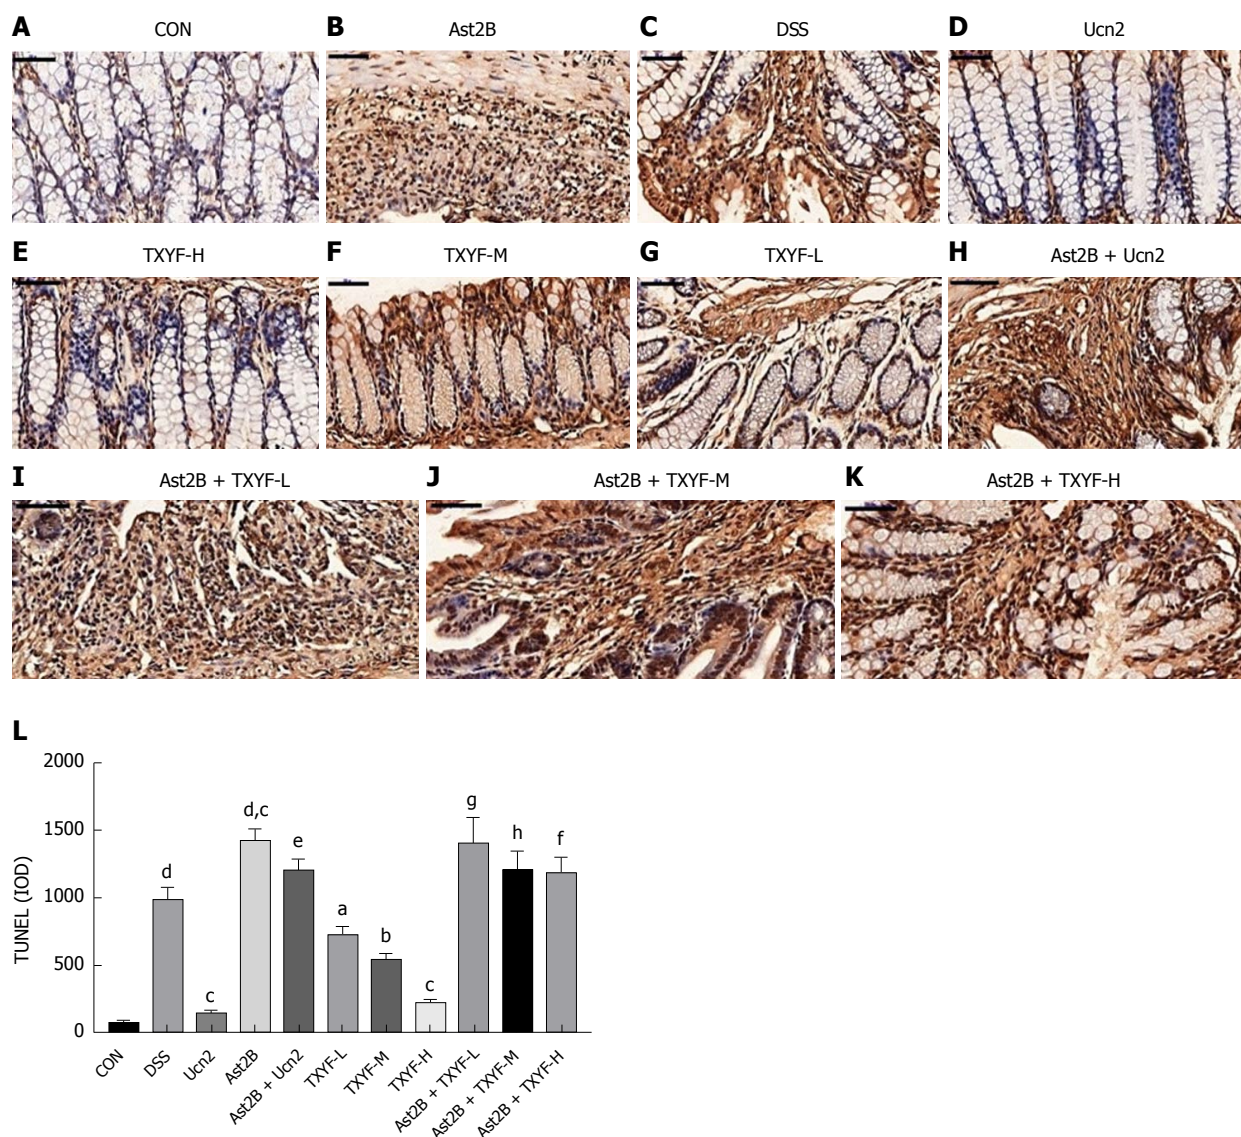 A CON B Ast2B C DSS D Ucn2
E TXYF-H F TXYF-M G TXYF-L H Ast2B + Ucn2
I Ast2B + TXYF-L J Ast2B + TXYF-M K Ast2B + TXYF-H
L
2000
1500
1000
500
0
TUNEL (IOD)
d
c
d,c
e
a
b
c
g
h
f
CON
DSS
Ucn2
Ast2B
Ast2B + Ucn2
TXYF-L
TXYF-M
TXYF-H
Ast2B + TXYF-L
Ast2B + TXYF-M
Ast2B + TXYF-H